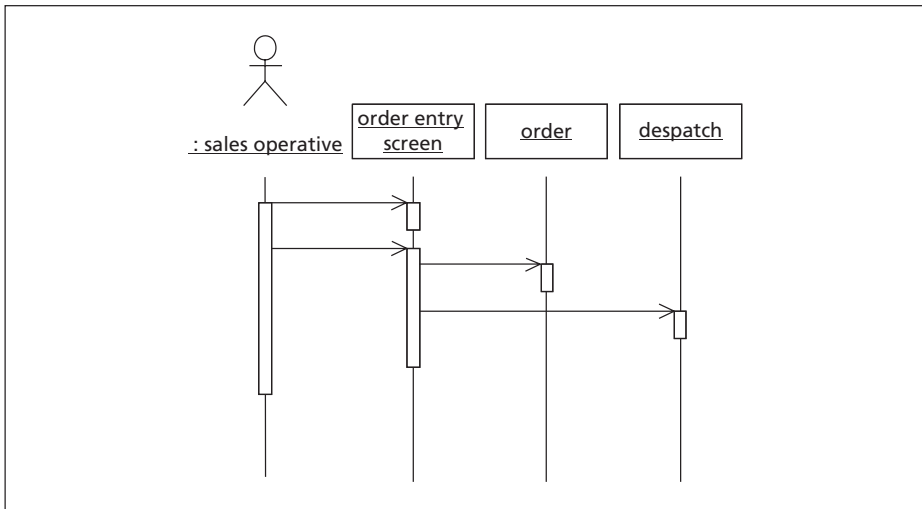 : sales operative
order entry
screen
order
despatch